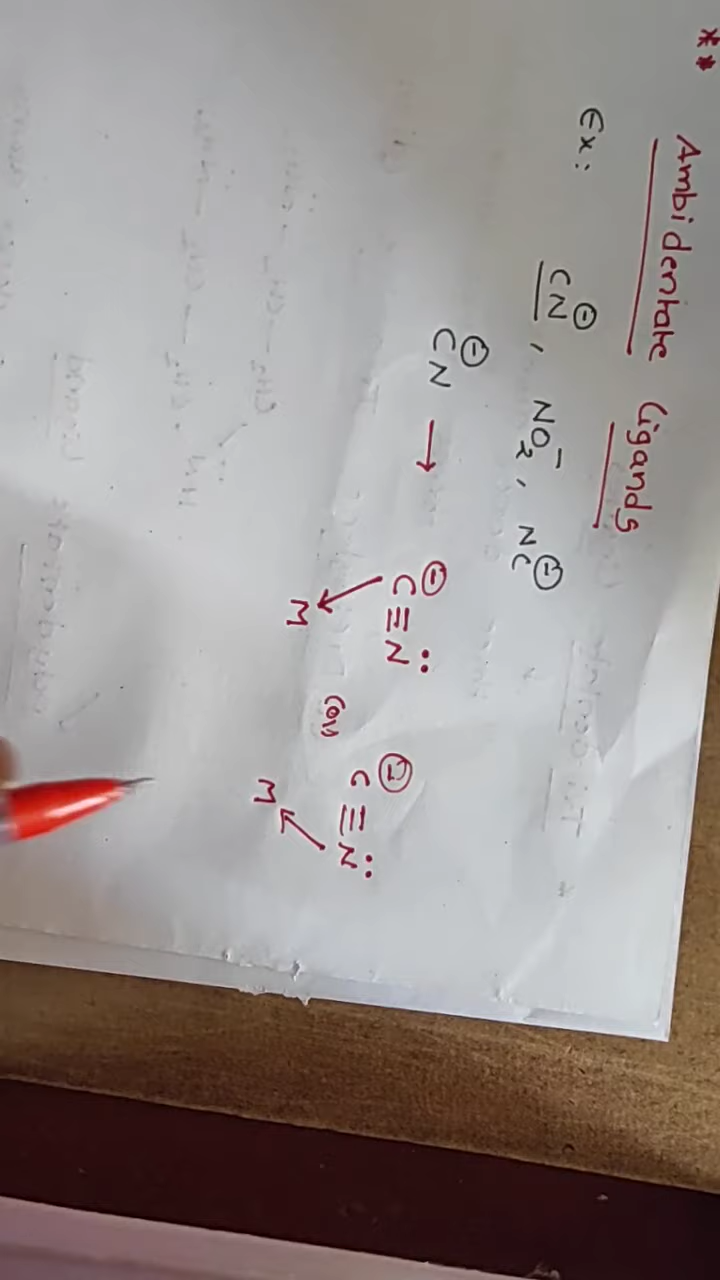 ** Ambidentate ligands
Ex: CN⊖, NO₂⁻, NC⊖
CN⊖ → ⊖C≡N: (or) ⊖C≡N:
M M